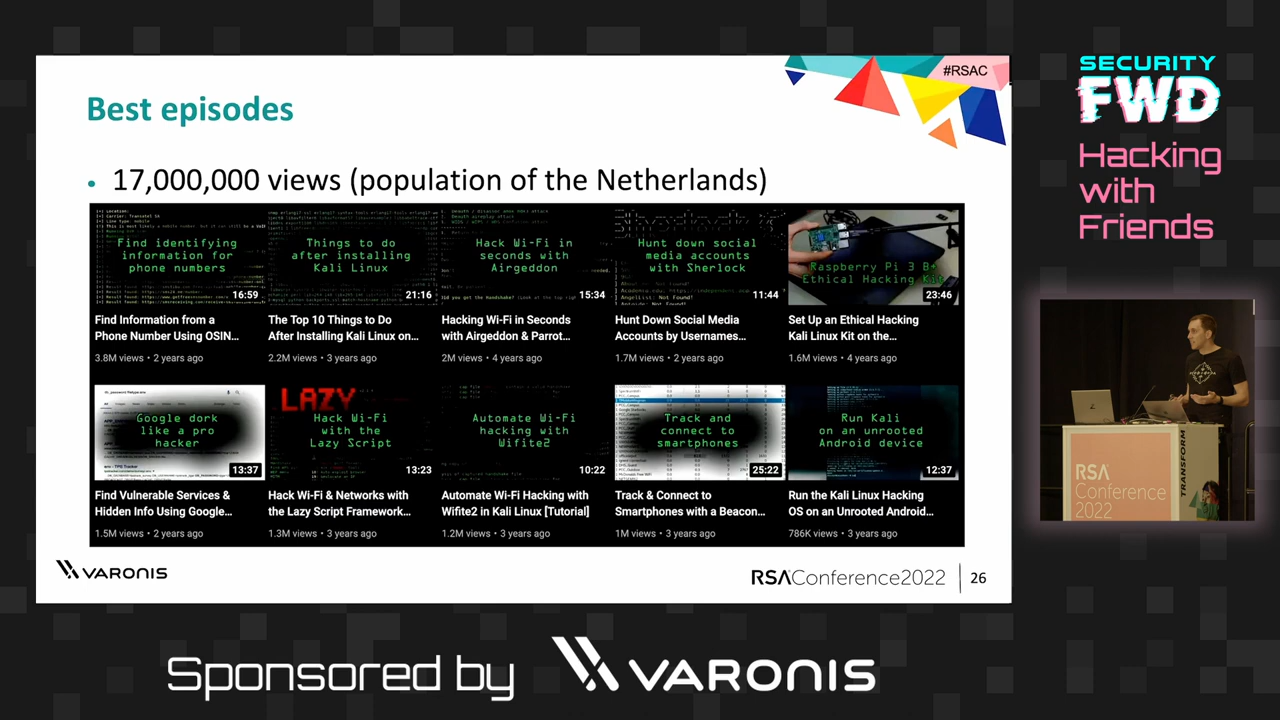 SECURITY
FWD
Hacking
with
Friends
#RSAC
Best episodes
• 17,000,000 views (population of the Netherlands)
Find identifying
information for
phone numbers
16:59
Things to do
after installing
Kali Linux
21:16
Hack Wi-Fi in
seconds with
Airgeddon
15:34
Hunt down social
media accounts
with Sherlock
11:44
Raspberry Pi 3 B+
Ethical Hacking Kit
23:46
Find Information from a
Phone Number Using OSIN...
3.8M views • 2 years ago
The Top 10 Things to Do
After Installing Kali Linux on...
2.2M views • 3 years ago
Hacking Wi-Fi in Seconds
with Airgeddon & Parrot...
2M views • 4 years ago
Hunt Down Social Media
Accounts by Usernames...
1.7M views • 2 years ago
Set Up an Ethical Hacking
Kali Linux Kit on the...
1.6M views • 4 years ago
Google dork
like a pro
hacker
13:37
LAZY
Hack Wi-Fi
with the
Lazy Script
13:23
Automate Wi-Fi
hacking with
Wifite2
10:22
Track and
connect to
smartphones
25:22
Run Kali
on an unrooted
Android device
12:37
Find Vulnerable Services &
Hidden Info Using Google...
1.5M views • 2 years ago
Hack Wi-Fi & Networks with
the Lazy Script Framework...
1.3M views • 3 years ago
Automate Wi-Fi Hacking with
Wifite2 in Kali Linux [Tutorial]
1.2M views • 3 years ago
Track & Connect to
Smartphones with a Beacon...
1M views • 3 years ago
Run the Kali Linux Hacking
OS on an Unrooted Android...
786K views • 3 years ago
VARONIS
RSAConference2022
26
RSA
Conference
2022
TRANSFORM
Sponsored by VARONIS